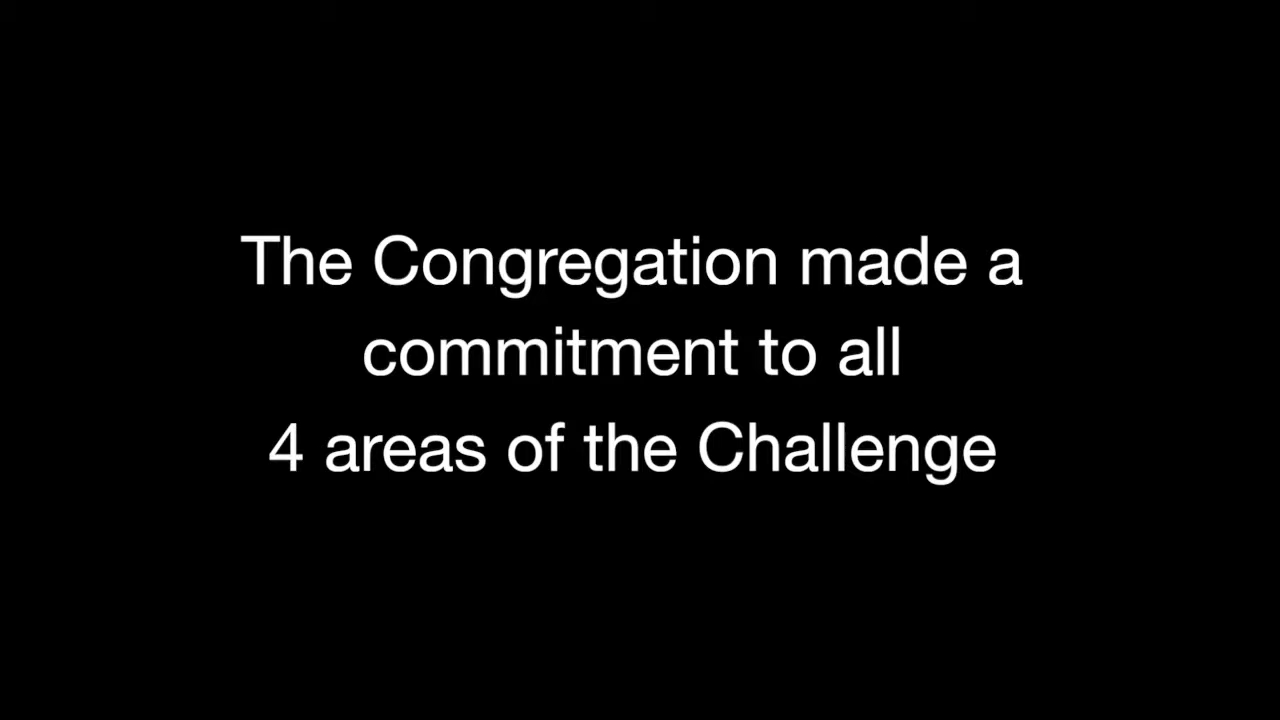 The Congregation made a
commitment to all
4 areas of the Challenge